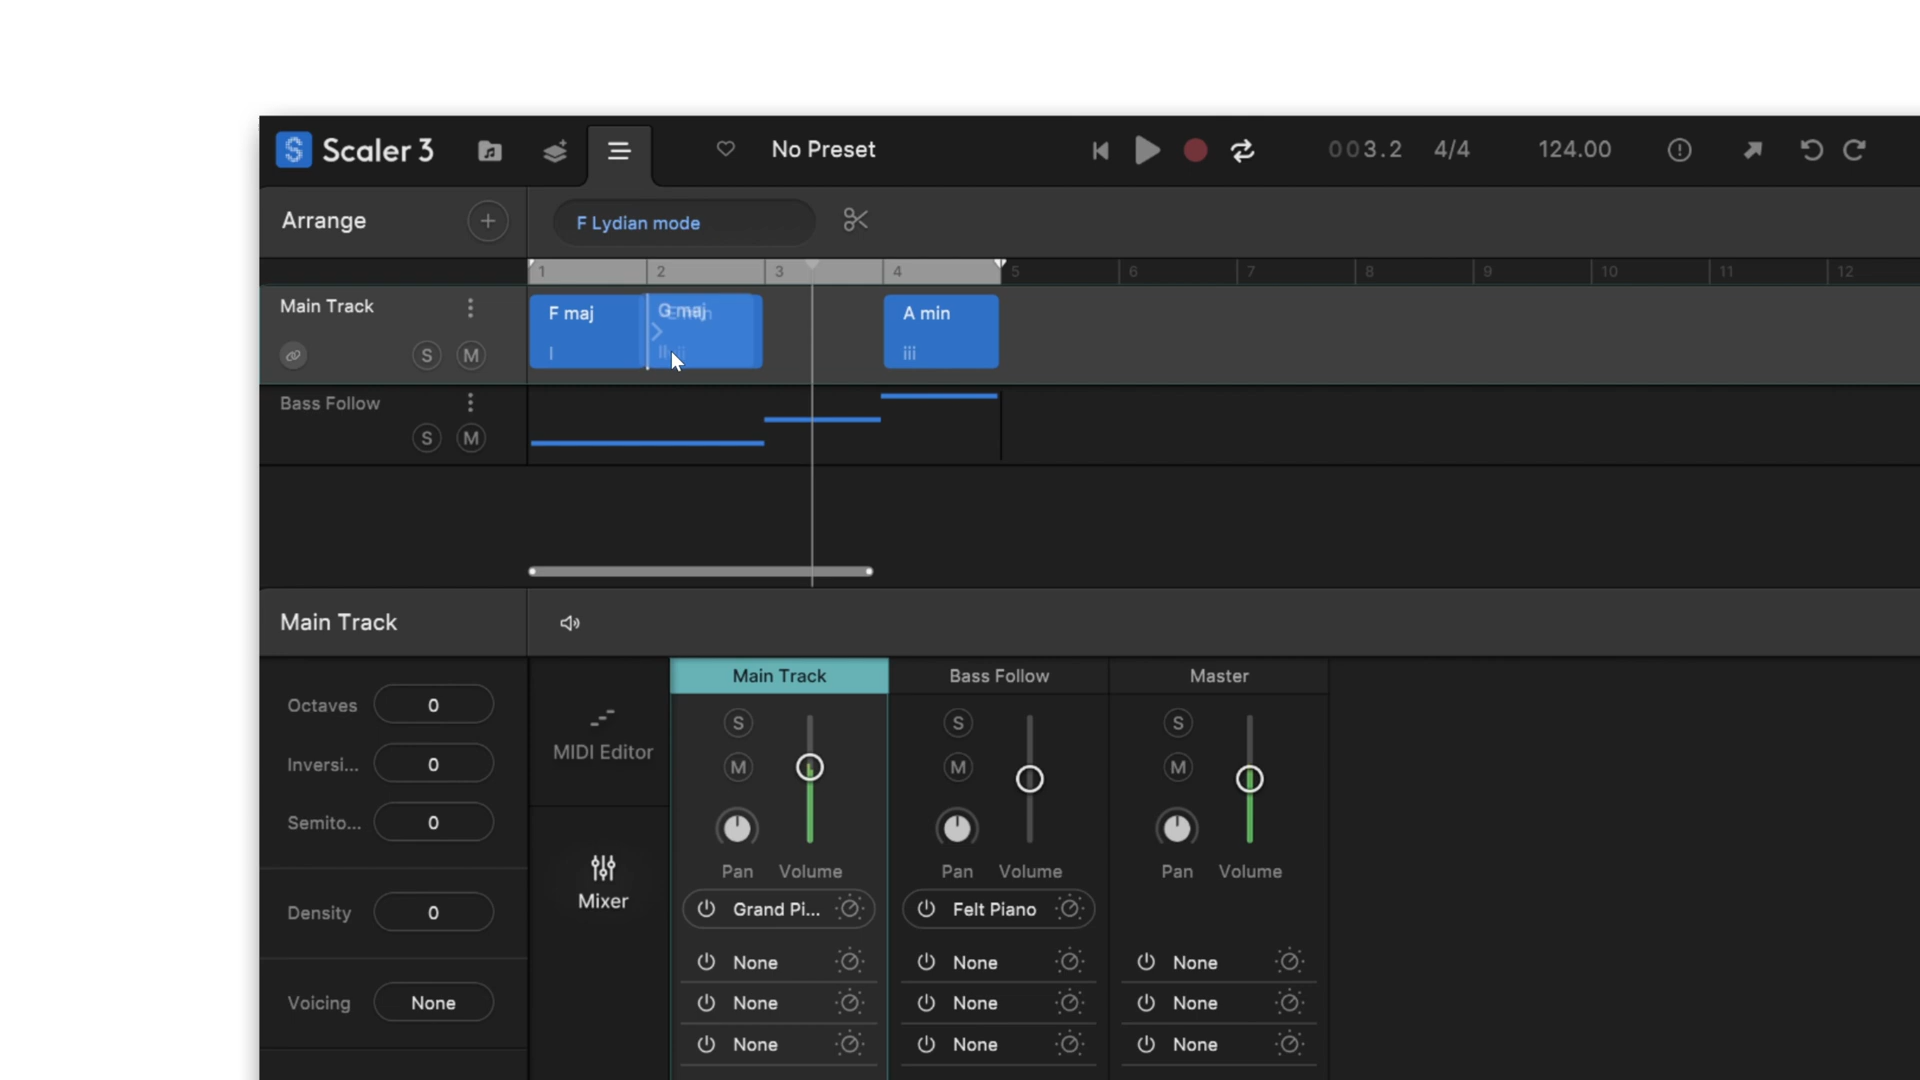 Scaler 3
No Preset
003.2
4/4
124.00
Arrange
F Lydian mode
1 2 3 4 5 6 7 8 9 10 11 12
Main Track
S M
F maj
I
G maj
II
A min
iii
Bass Follow
S M
Main Track
Octaves 0
Inversi... 0
Semito... 0
Density 0
Voicing None
MIDI Editor
Mixer
Main Track
S
M
Pan Volume
Grand Pi...
None
None
None
Bass Follow
S
M
Pan Volume
Felt Piano
None
None
None
Master
S
M
Pan Volume
None
None
None